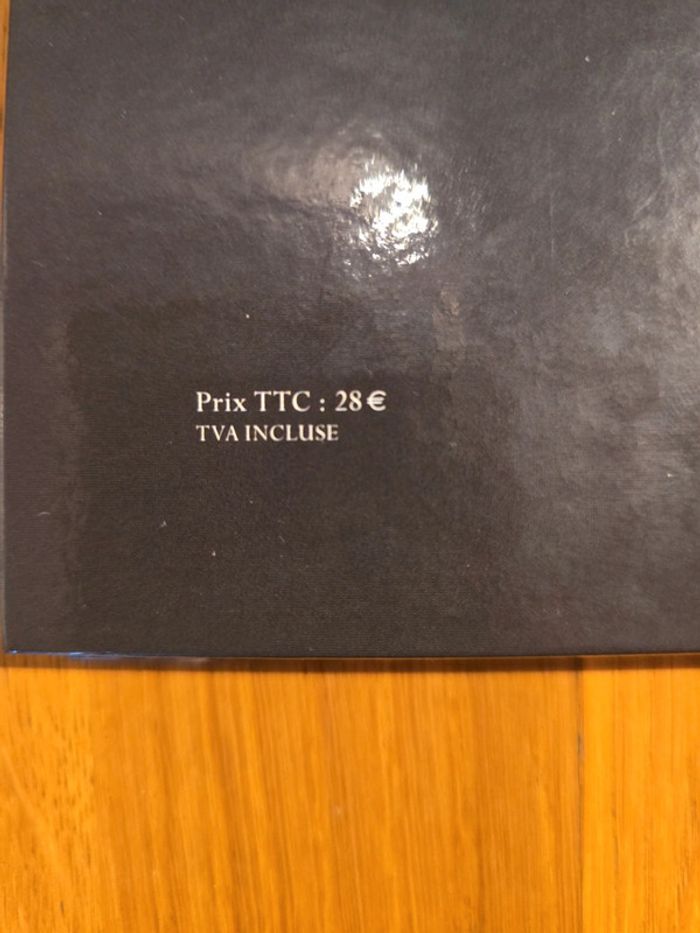 Prix TTC : 28 €
TVA INCLUSE